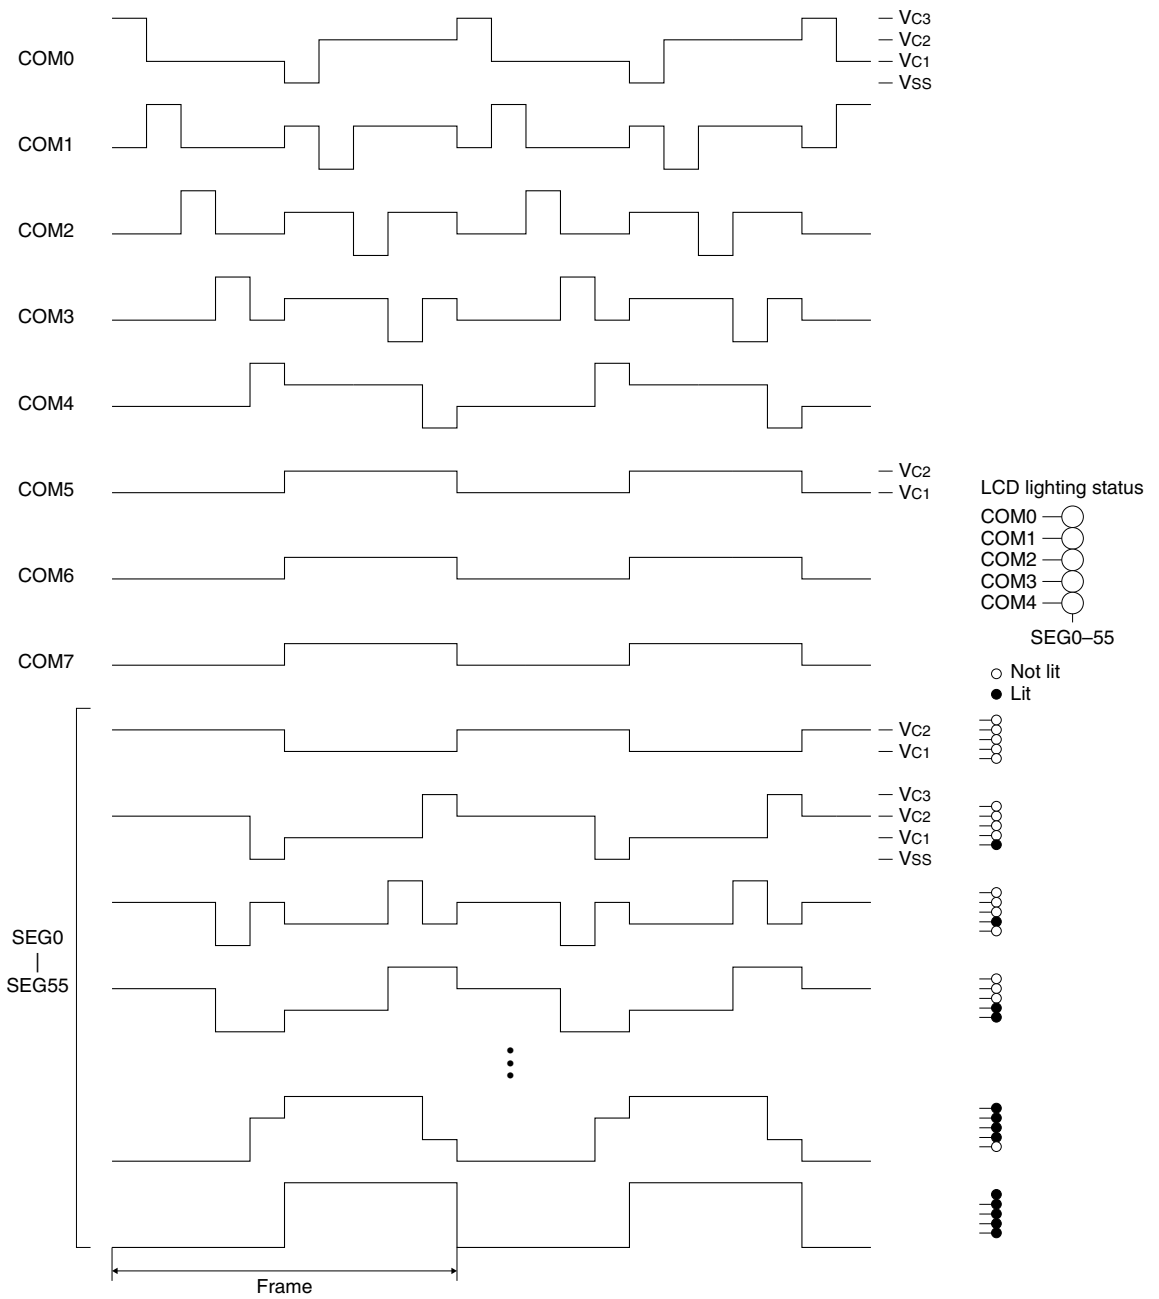 COM0
VC3
VC2
VC1
VSS
COM1
COM2
COM3
COM4
COM5
VC2
VC1
COM6
COM7
LCD lighting status
COM0
COM1
COM2
COM3
COM4
SEG0–55
Not lit
Lit
VC2
VC1
VC3
VC2
VC1
VSS
SEG0
SEG55
Frame